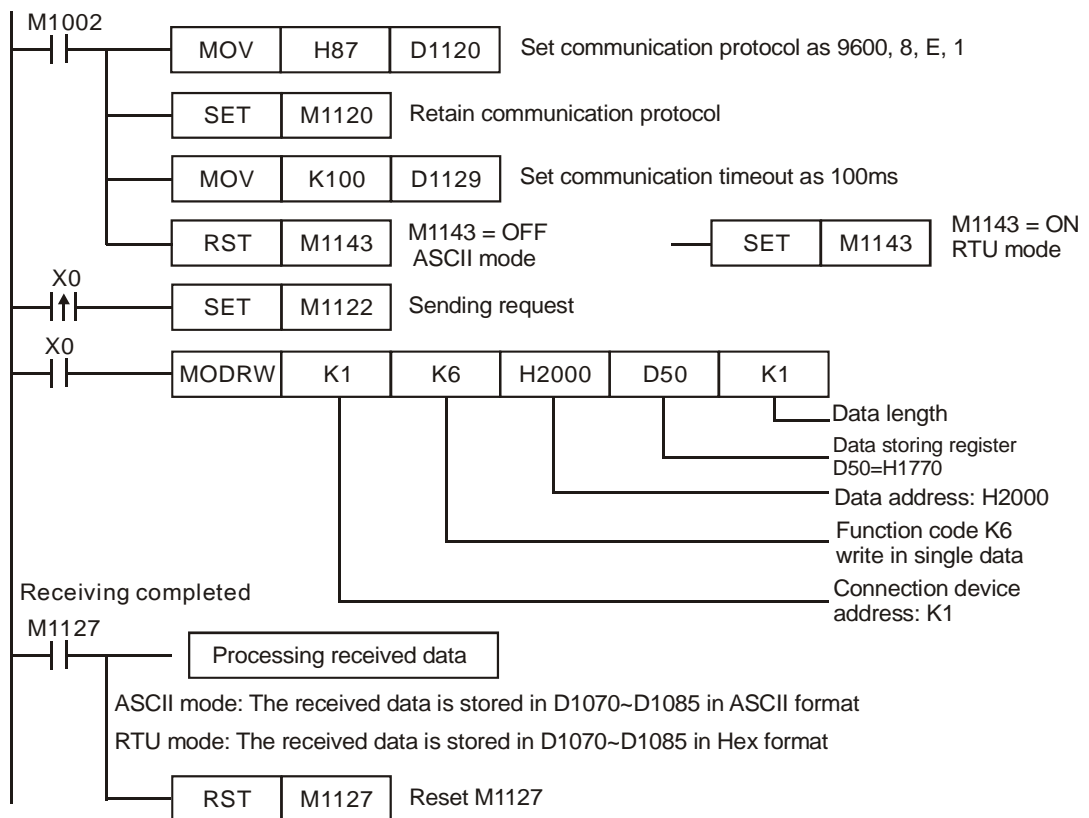 M1002
MOV H87 D1120 Set communication protocol as 9600, 8, E, 1
SET M1120 Retain communication protocol
MOV K100 D1129 Set communication timeout as 100ms
RST M1143 M1143 = OFF
ASCII mode
SET M1143 M1143 = ON
RTU mode
X0
SET M1122 Sending request
X0
MODRW K1 K6 H2000 D50 K1
Data length
Data storing register
D50=H1770
Data address: H2000
Function code K6
write in single data
Connection device
address: K1
Receiving completed
M1127
Processing received data
ASCII mode: The received data is stored in D1070~D1085 in ASCII format
RTU mode: The received data is stored in D1070~D1085 in Hex format
RST M1127 Reset M1127